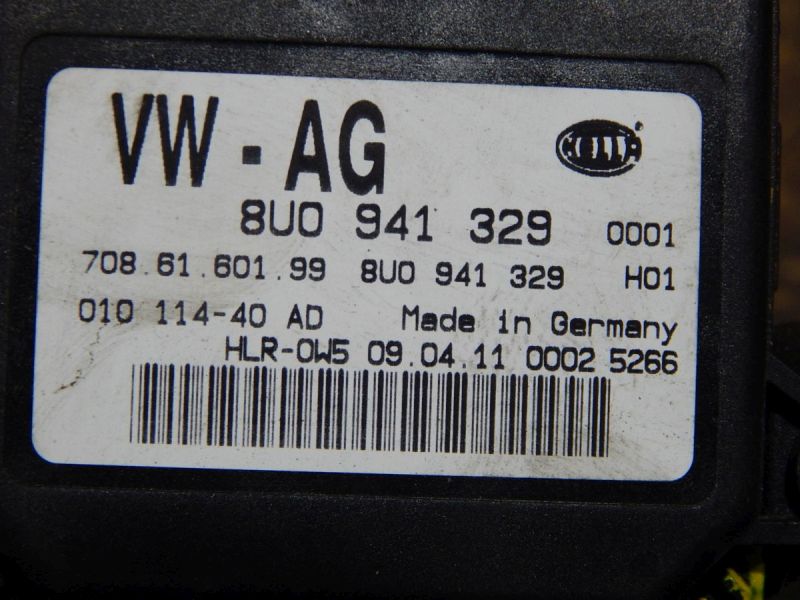 VW-AG
HELLA®
8U0 941 329 0001
708.61.601.99 8U0 941 329 H01
010 114-40 AD Made in Germany
HLR-OW5 09.04.11 0002 5266